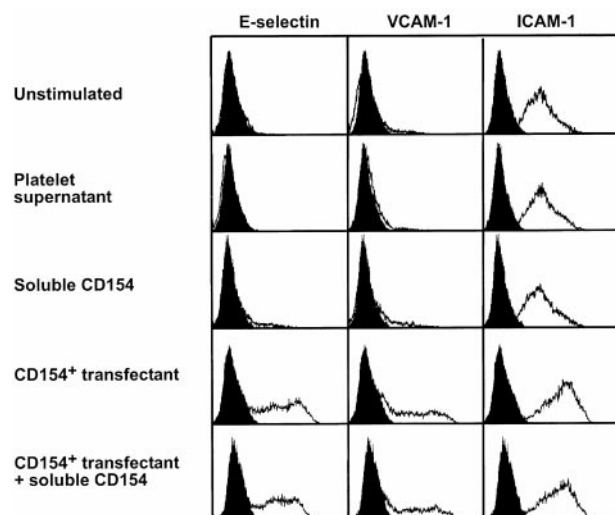 E-selectin VCAM-1 ICAM-1
Unstimulated
Platelet
supernatant
Soluble CD154
CD154+ transfectant
CD154+ transfectant
+ soluble CD154